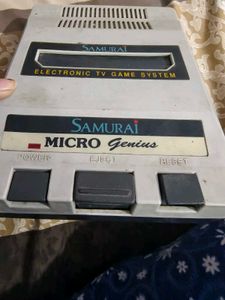 SAMURAI
ELECTRONIC TV GAME SYSTEM
SAMURAI
MICRO Genius
POWER
EJECT
RESET